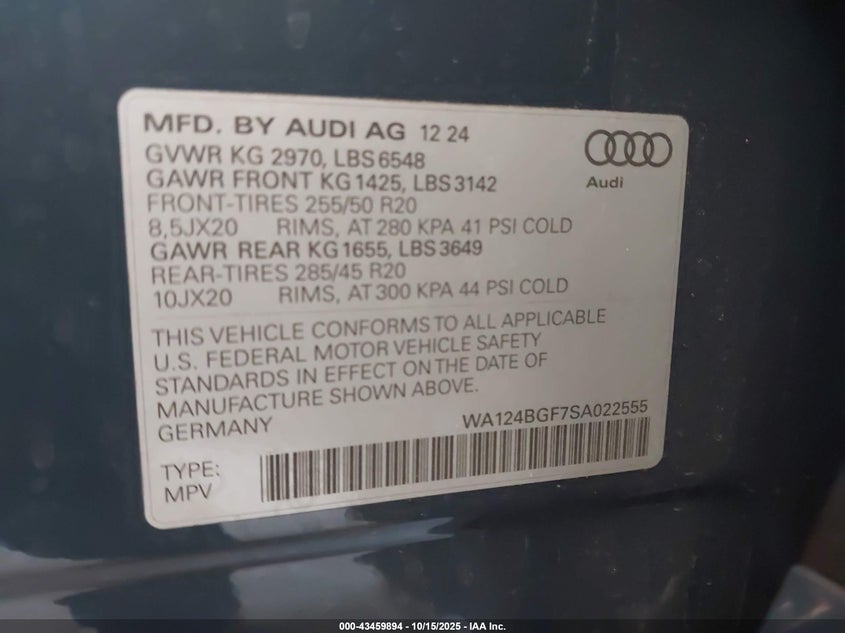 MFD. BY AUDI AG 12 24
GVWR KG 2970, LBS 6548
GAWR FRONT KG 1425, LBS 3142
FRONT-TIRES 255/50 R20
8,5JX20 RIMS, AT 280 KPA 41 PSI COLD
GAWR REAR KG 1655, LBS 3649
REAR-TIRES 285/45 R20
10JX20 RIMS, AT 300 KPA 44 PSI COLD
Audi
THIS VEHICLE CONFORMS TO ALL APPLICABLE
U.S. FEDERAL MOTOR VEHICLE SAFETY
STANDARDS IN EFFECT ON THE DATE OF
MANUFACTURE SHOWN ABOVE.
GERMANY WA124BGF7SA022555
TYPE:
MPV
000-43459894 - 10/15/2025 - IAA Inc.